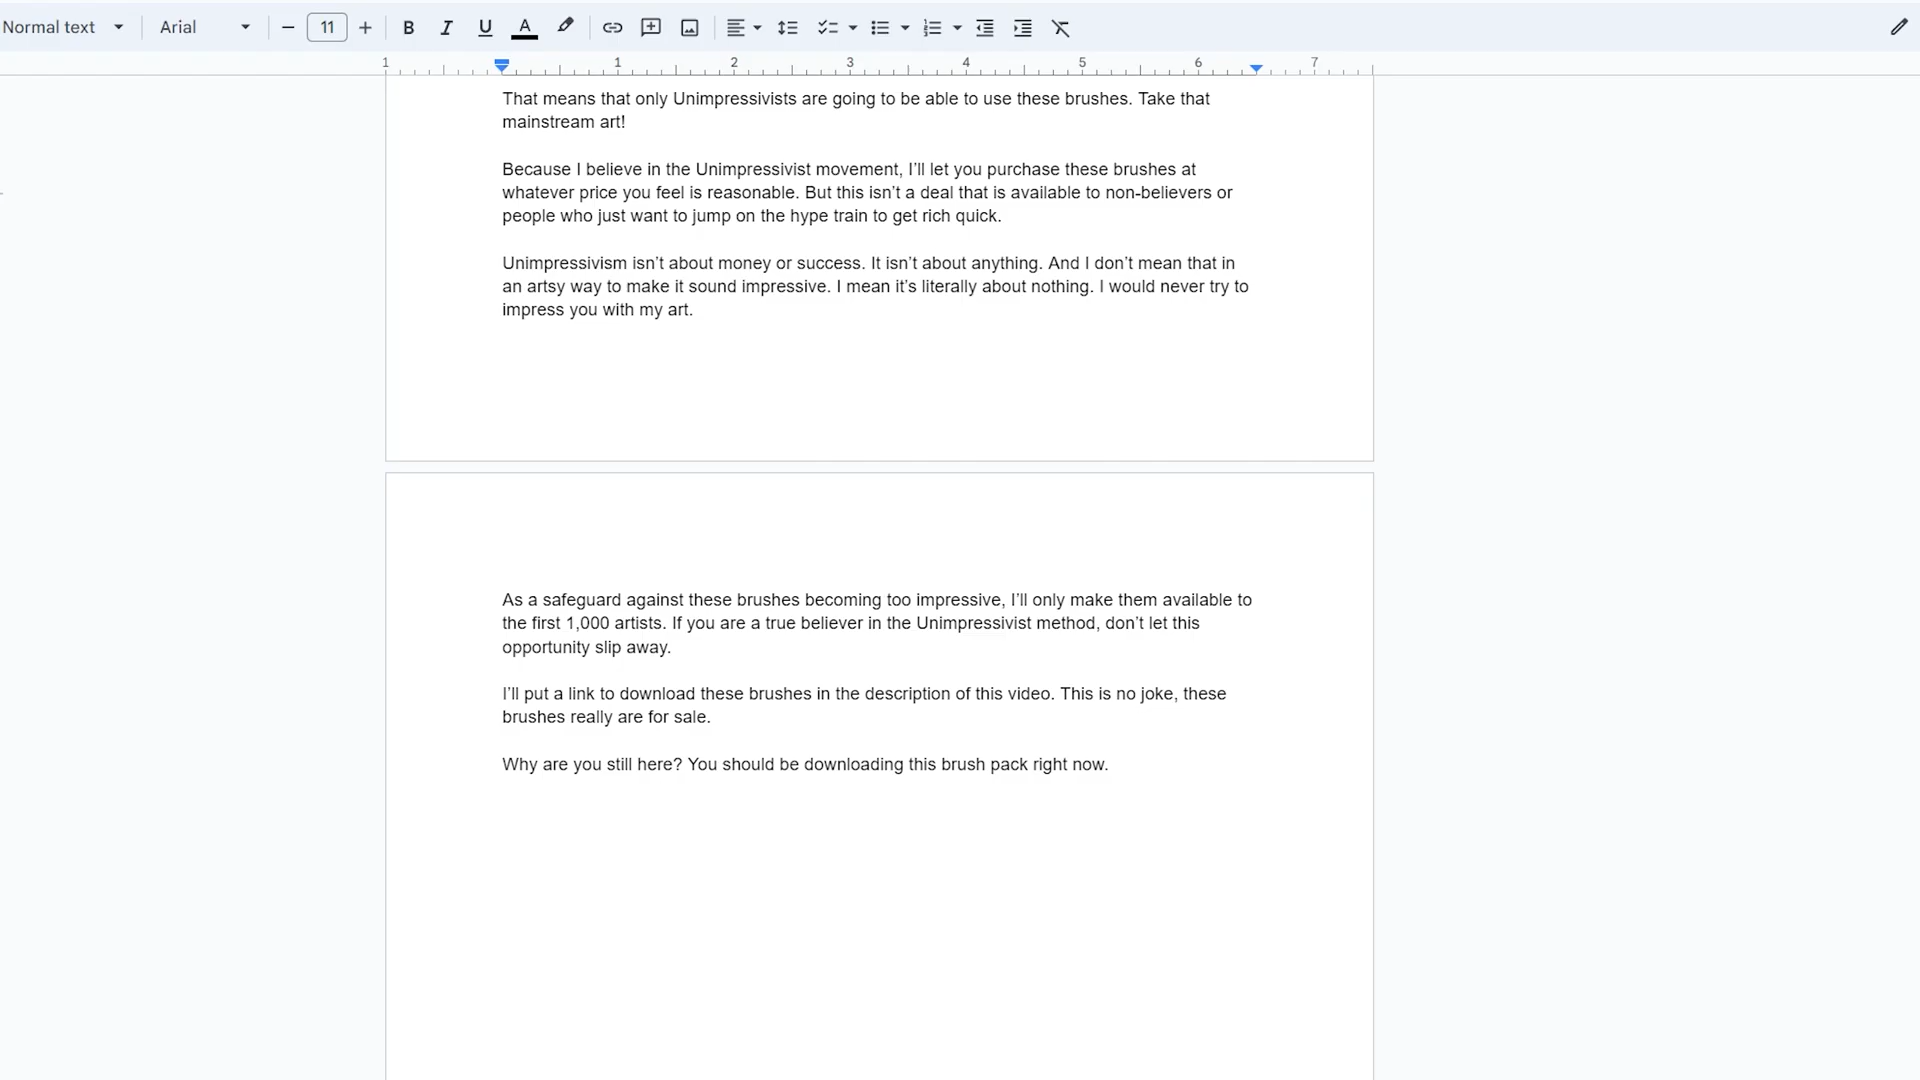 Normal text Arial 11 B I U A
1 1 2 3 4 5 6 7
That means that only Unimpressivists are going to be able to use these brushes. Take that
mainstream art!
Because I believe in the Unimpressivist movement, I’ll let you purchase these brushes at
whatever price you feel is reasonable. But this isn’t a deal that is available to non-believers or
people who just want to jump on the hype train to get rich quick.
Unimpressivism isn’t about money or success. It isn’t about anything. And I don’t mean that in
an artsy way to make it sound impressive. I mean it’s literally about nothing. I would never try to
impress you with my art.
As a safeguard against these brushes becoming too impressive, I’ll only make them available to
the first 1,000 artists. If you are a true believer in the Unimpressivist method, don’t let this
opportunity slip away.
I’ll put a link to download these brushes in the description of this video. This is no joke, these
brushes really are for sale.
Why are you still here? You should be downloading this brush pack right now.